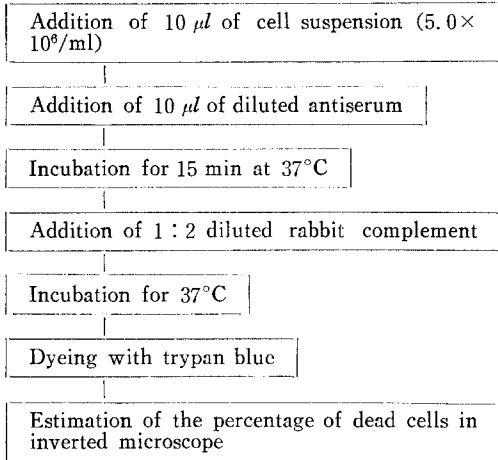 Addition of 10 μl of cell suspension (5.0×
10⁶/ml)
Addition of 10 μl of diluted antiserum
Incubation for 15 min at 37°C
Addition of 1 : 2 diluted rabbit complement
Incubation for 37°C
Dyeing with trypan blue
Estimation of the percentage of dead cells in
inverted microscope